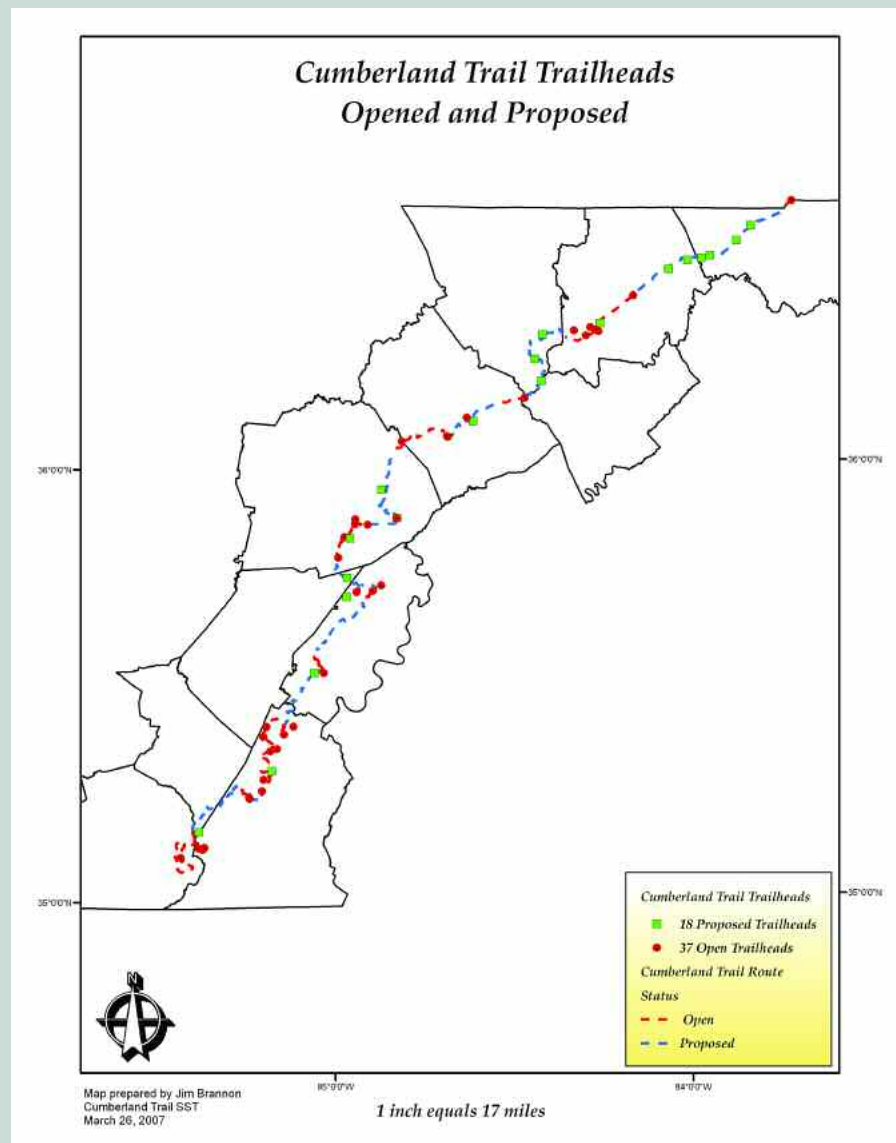 Cumberland Trail Trailheads
Opened and Proposed
36°0'0"N
36°0'0"N
35°0'0"N
35°0'0"N
Cumberland Trail Trailheads
18 Proposed Trailheads
37 Open Trailheads
Cumberland Trail Route
Status
Open
Proposed
N
85°0'0"W
84°0'0"W
Map prepared by Jim Brannon
Cumberland Trail SST
March 26, 2007
1 inch equals 17 miles